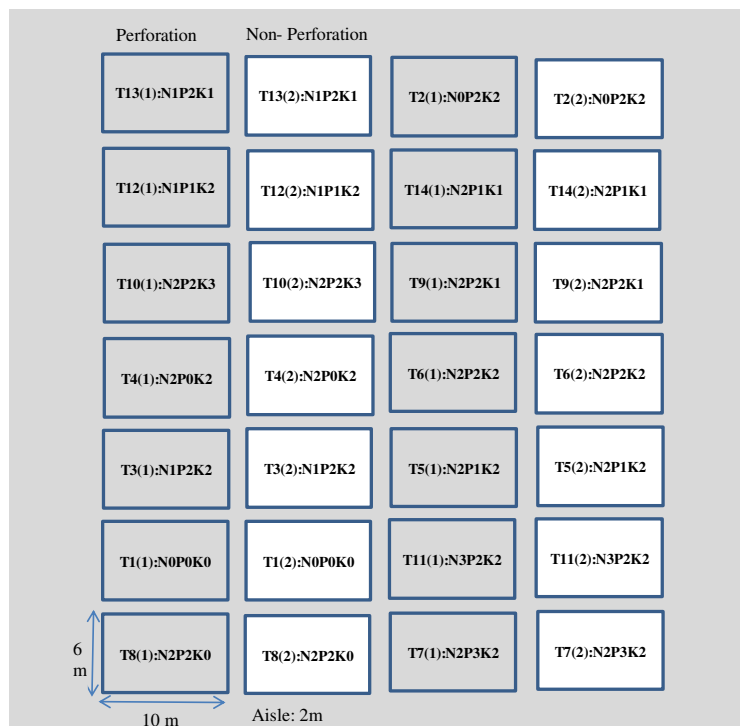 Perforation Non- Perforation
T13(1):N1P2K1 T13(2):N1P2K1 T2(1):N0P2K2 T2(2):N0P2K2
T12(1):N1P1K2 T12(2):N1P1K2 T14(1):N2P1K1 T14(2):N2P1K1
T10(1):N2P2K3 T10(2):N2P2K3 T9(1):N2P2K1 T9(2):N2P2K1
T4(1):N2P0K2 T4(2):N2P0K2 T6(1):N2P2K2 T6(2):N2P2K2
T3(1):N1P2K2 T3(2):N1P2K2 T5(1):N2P1K2 T5(2):N2P1K2
T1(1):N0P0K0 T1(2):N0P0K0 T11(1):N3P2K2 T11(2):N3P2K2
6
m
T8(1):N2P2K0 T8(2):N2P2K0 T7(1):N2P3K2 T7(2):N2P3K2
10 m Aisle: 2m